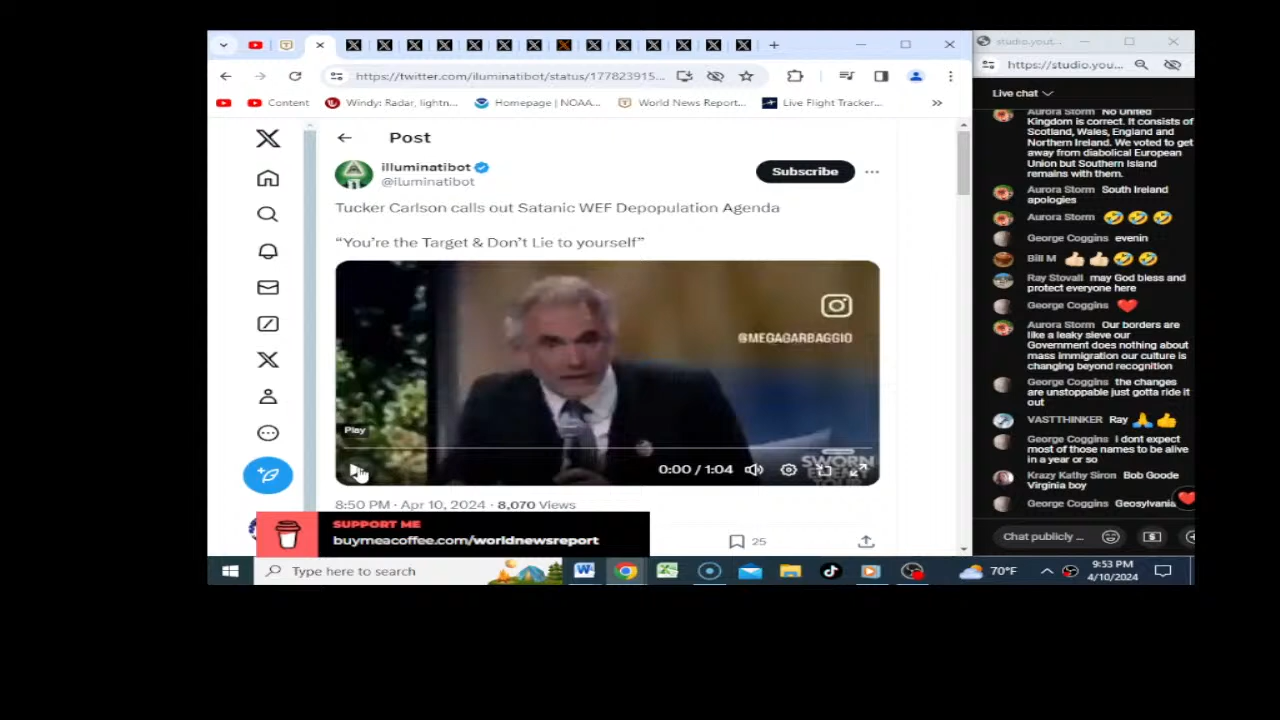 studio.yout...
https://twitter.com/iluminatibot/status/177823915...
https://studio.you...
Content
Windy: Radar, lightn...
Homepage | NOAA...
World News Report...
Live Flight Tracker...
»
Live chat
Post
illuminatibot
@iluminatibot
Subscribe
Tucker Carlson calls out Satanic WEF Depopulation Agenda
“You’re the Target & Don’t Lie to yourself”
@MEGAGARBAGGIO
Play
0:00 / 1:04
SWORN
8:50 PM · Apr 10, 2024 · 8,070 Views
25
SUPPORT ME
buymeacoffee.com/worldnewsreport
Aurora Storm No United
Kingdom is correct. It consists of
Scotland, Wales, England and
Northern Ireland. We voted to get
away from diabolical European
Union but Southern Island
remains with them.
Aurora Storm South Ireland
apologies
Aurora Storm 🤣🤣🤣
George Coggins evenin
Bill M 👍🏻👍🏻🤣🤣
Ray Stovall may God bless and
protect everyone here
George Coggins ❤️
Aurora Storm Our borders are
like a leaky sieve our
Government does nothing about
mass immigration our culture is
changing beyond recognition
George Coggins the changes
are unstoppable just gotta ride it
out
VASTTHINKER Ray 🙏👍
George Coggins I dont expect
most of those names to be alive
in a year or so
Krazy Kathy Siron Bob Goode
Virginia boy
George Coggins Geosylvania
Chat publicly ...
Type here to search
70°F
9:53 PM
4/10/2024